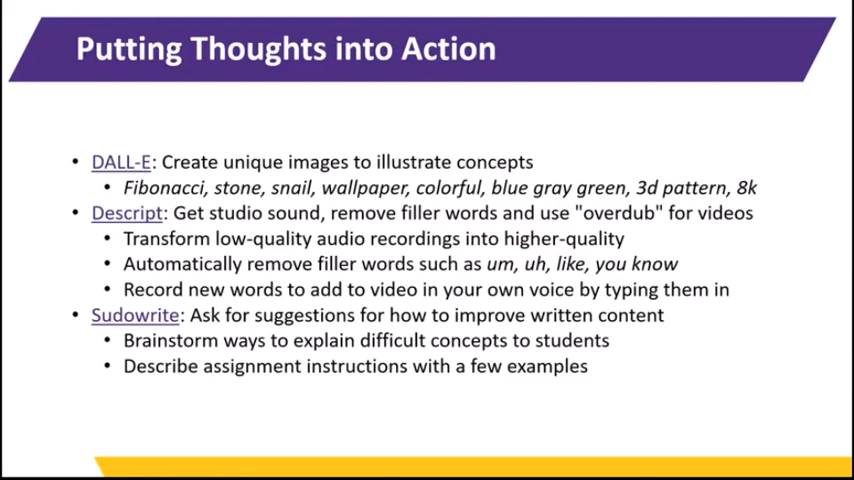 Putting Thoughts into Action
• DALL-E: Create unique images to illustrate concepts
• Fibonacci, stone, snail, wallpaper, colorful, blue gray green, 3d pattern, 8k
• Descript: Get studio sound, remove filler words and use "overdub" for videos
• Transform low-quality audio recordings into higher-quality
• Automatically remove filler words such as um, uh, like, you know
• Record new words to add to video in your own voice by typing them in
• Sudowrite: Ask for suggestions for how to improve written content
• Brainstorm ways to explain difficult concepts to students
• Describe assignment instructions with a few examples